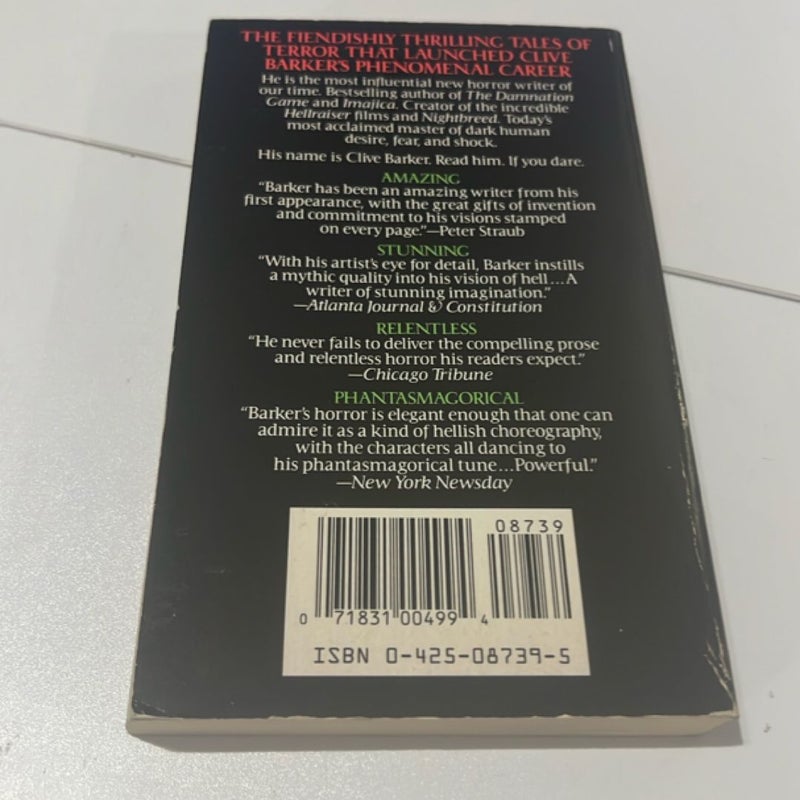 THE FIENDISHLY THRILLING TALES OF
TERROR THAT LAUNCHED CLIVE
BARKER'S PHENOMENAL CAREER
He is the most influential new horror writer of
our time. Bestselling author of The Damnation
Game and Imajica. Creator of the incredible
Hellraiser films and Nightbreed. Today's
most acclaimed master of dark human
desire, fear, and shock.
His name is Clive Barker. Read him. If you dare.
AMAZING
“Barker has been an amazing writer from his
first appearance, with the great gifts of invention
and commitment to his visions stamped
on every page.”—Peter Straub
STUNNING
“With his artist's eye for detail, Barker instills
a mythic quality into his vision of hell...A
writer of stunning imagination.”
—Atlanta Journal & Constitution
RELENTLESS
“He never fails to deliver the compelling prose
and relentless horror his readers expect.”
—Chicago Tribune
PHANTASMAGORICAL
“Barker's horror is elegant enough that one can
admire it as a kind of hellish choreography,
with the characters all dancing to
his phantasmagorical tune...Powerful.”
—New York Newsday
08739
0 71831 00499 4
ISBN 0-425-08739-5